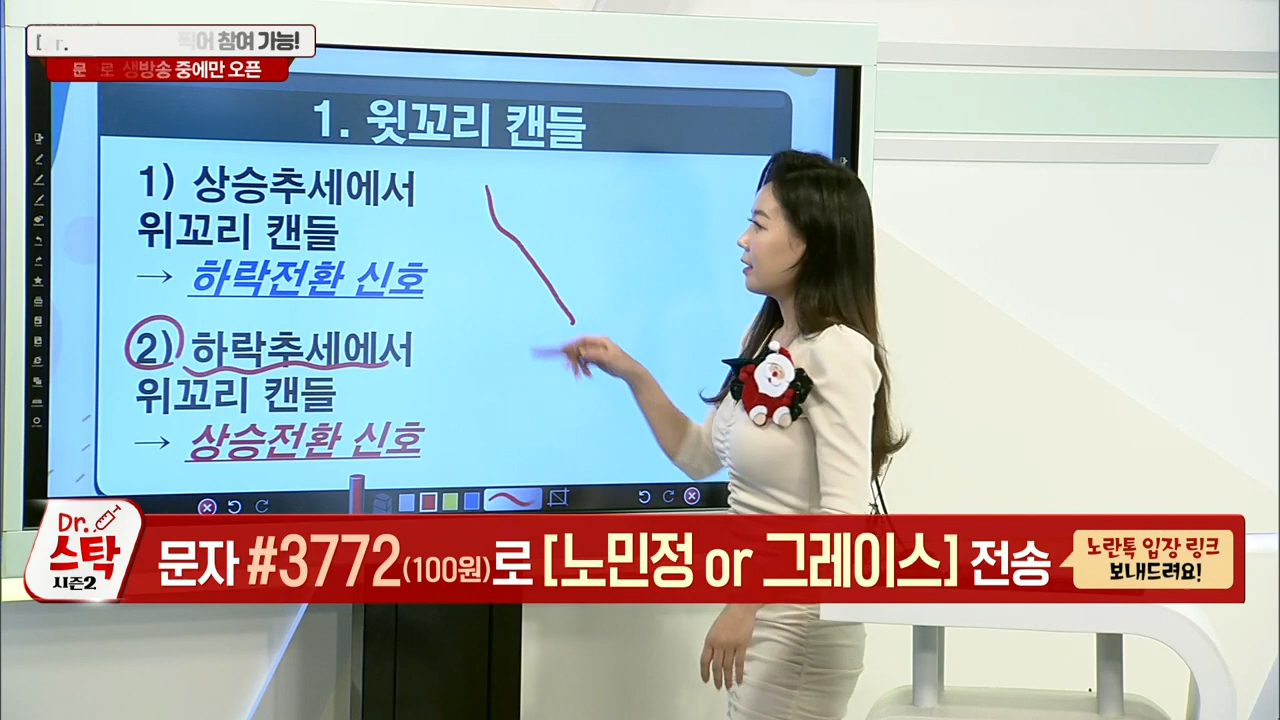 찍어 참여 가능!
생방송 중에만 오픈
1. 윗꼬리 캔들
1) 상승추세에서
위꼬리 캔들
→ 하락전환 신호
2) 하락추세에서
위꼬리 캔들
→ 상승전환 신호
Dr.
스탁
시즌2
문자 #3772(100원)로 [노민정 or 그레이스] 전송
노란톡 입장 링크
보내드려요!